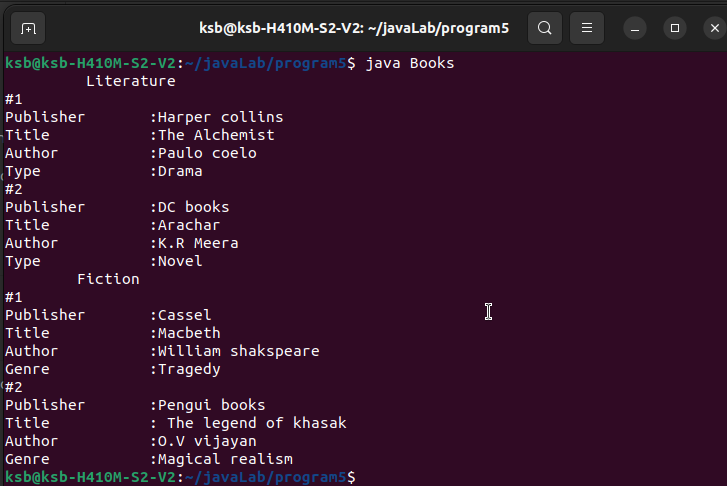 ksb@ksb-H410M-S2-V2: ~/javaLab/program5
ksb@ksb-H410M-S2-V2:~/javaLab/program5$ java Books
Literature
#1
Publisher :Harper collins
Title :The Alchemist
Author :Paulo coelo
Type :Drama
#2
Publisher :DC books
Title :Arachar
Author :K.R Meera
Type :Novel
Fiction
#1
Publisher :Cassel
Title :Macbeth
Author :William shakspeare
Genre :Tragedy
#2
Publisher :Pengui books
Title : The legend of khasak
Author :O.V vijayan
Genre :Magical realism
ksb@ksb-H410M-S2-V2:~/javaLab/program5$